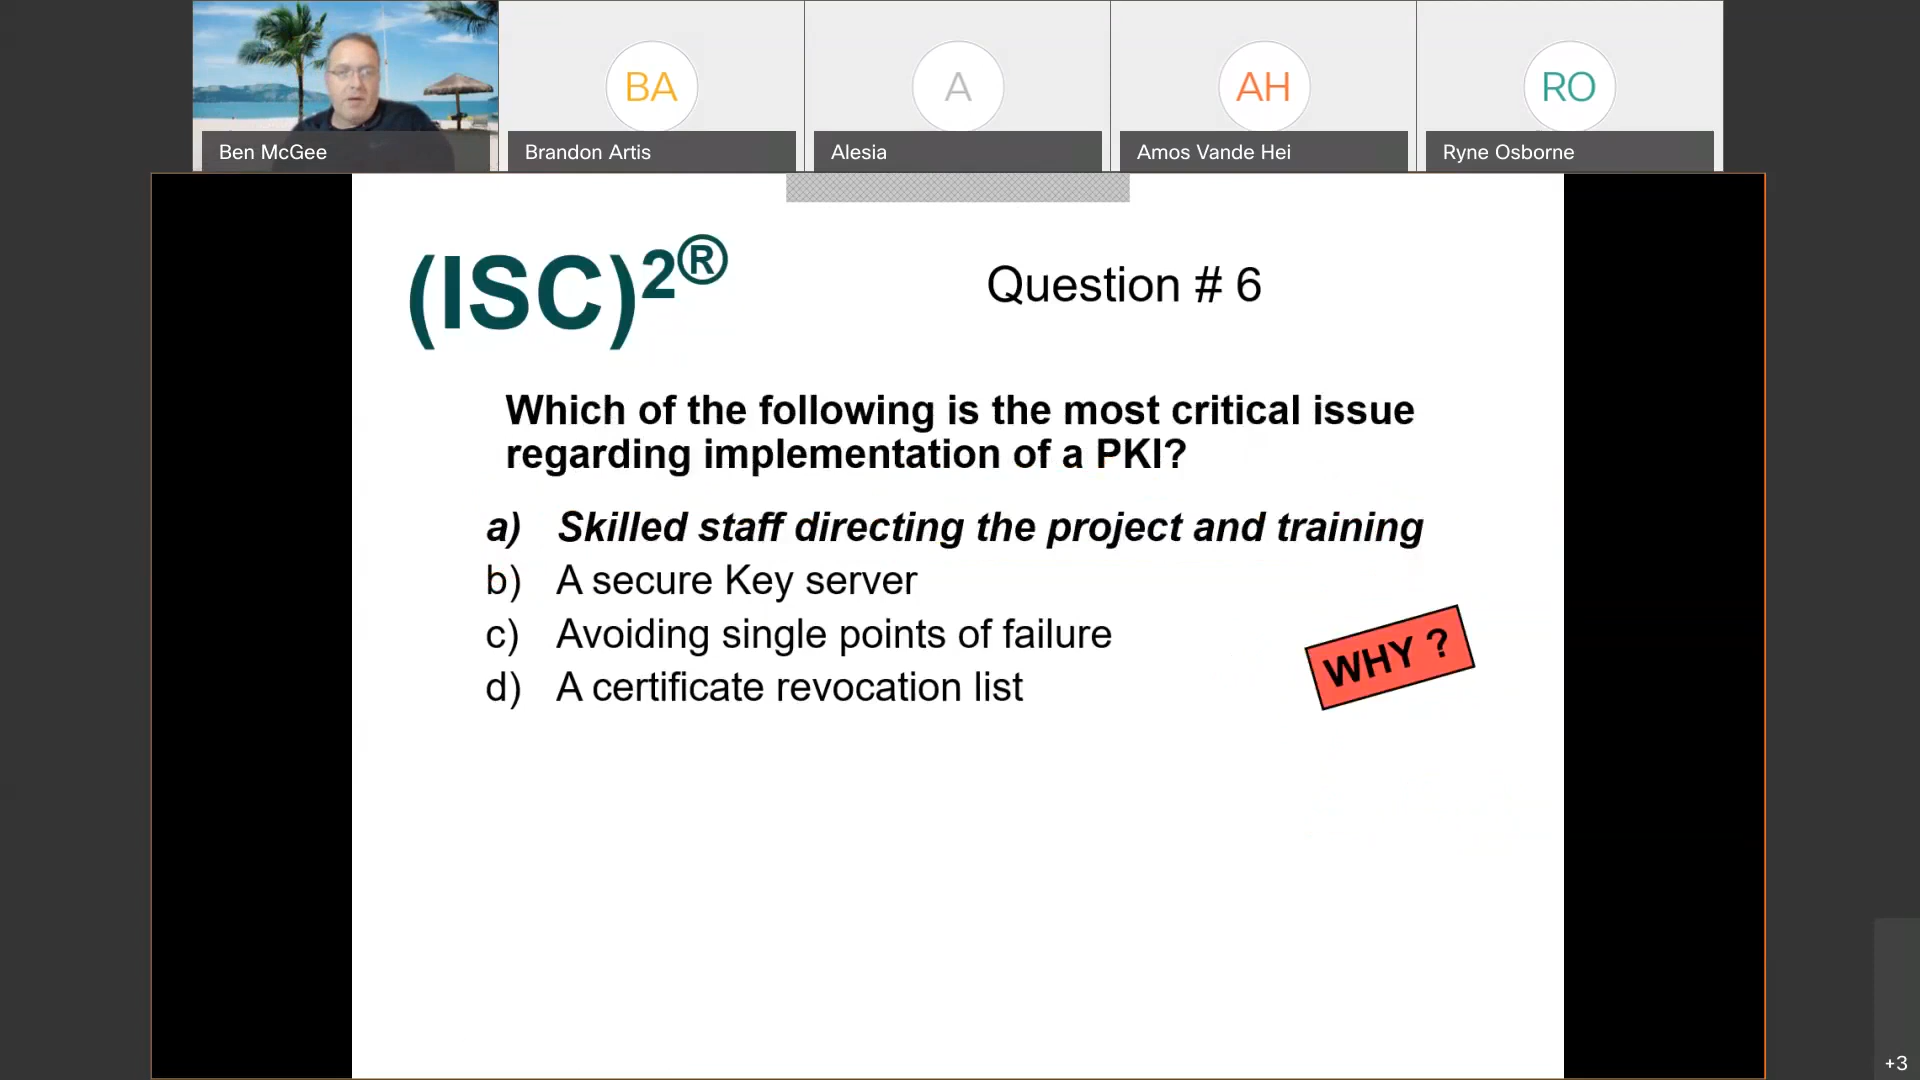 BA
A
AH
RO
Ben McGee
Brandon Artis
Alesia
Amos Vande Hei
Ryne Osborne
(ISC)2®
Question # 6
Which of the following is the most critical issue
regarding implementation of a PKI?
a) Skilled staff directing the project and training
b) A secure Key server
c) Avoiding single points of failure
d) A certificate revocation list
WHY ?
+3